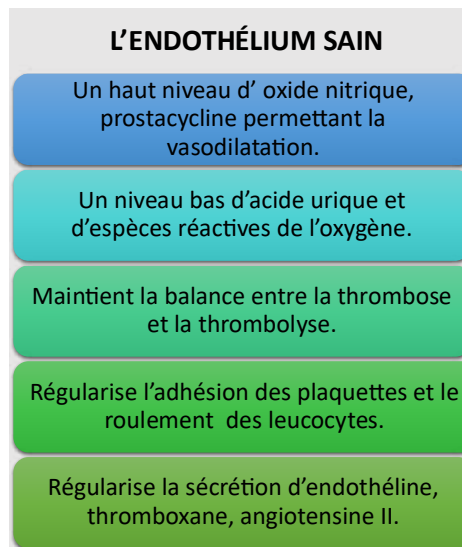 L’ENDOTHÉLIUM SAIN
Un haut niveau d’ oxide nitrique,
prostacycline permettant la
vasodilatation.
Un niveau bas d’acide urique et
d’espèces réactives de l’oxygène.
Maintient la balance entre la thrombose
et la thrombolyse.
Régularise l’adhésion des plaquettes et le
roulement des leucocytes.
Régularise la sécrétion d’endothéline,
thromboxane, angiotensine II.